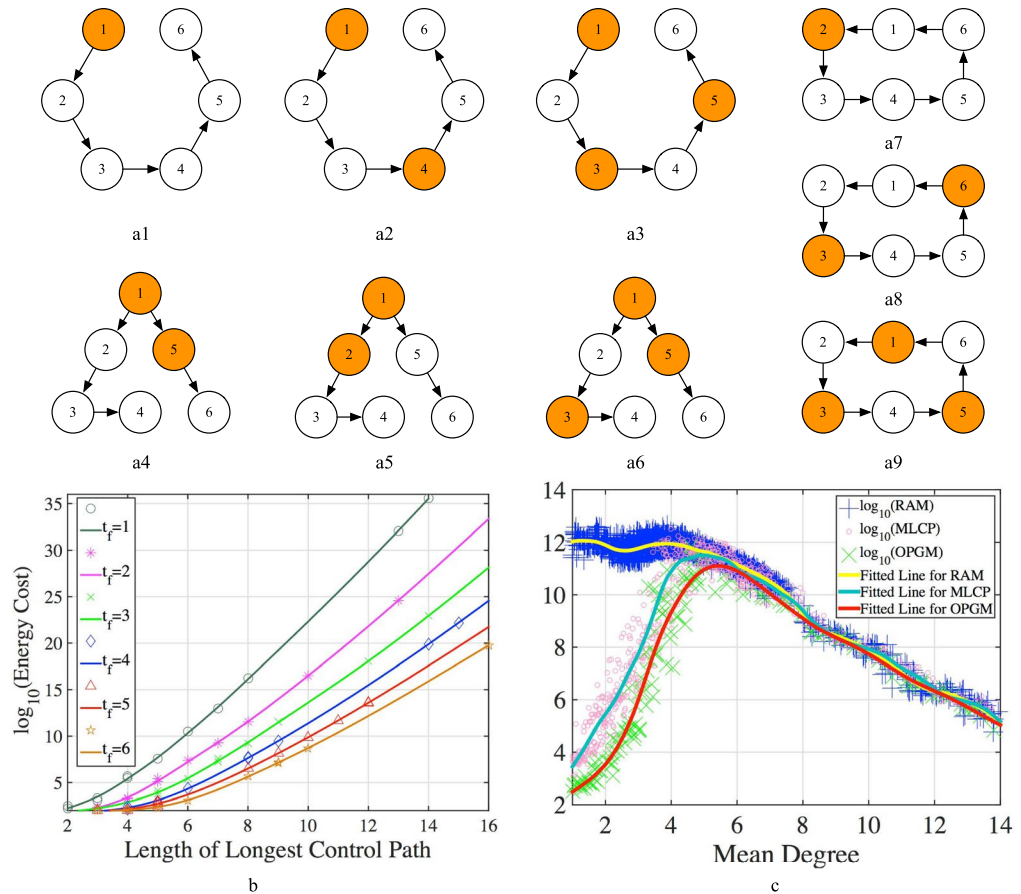 1 6
2 5
3 4
a1
1 6
2 5
3 4
a2
1 6
2 5
3 4
a3
2 1 6
3 4 5
a7
2 1 6
3 4 5
a8
1
2 5
3 4 6
a4
1
2 5
3 4 6
a5
1
2 5
3 4 6
a6
2 1 6
3 4 5
a9
log10(Energy Cost)
35
30
25
20
15
10
5
2 4 6 8 10 12 14 16
Length of Longest Control Path
t_f=1
t_f=2
t_f=3
t_f=4
t_f=5
t_f=6
b
14
12
10
8
6
4
2
2 4 6 8 10 12 14
Mean Degree
log10(RAM)
log10(MLCP)
log10(OPGM)
Fitted Line for RAM
Fitted Line for MLCP
Fitted Line for OPGM
c